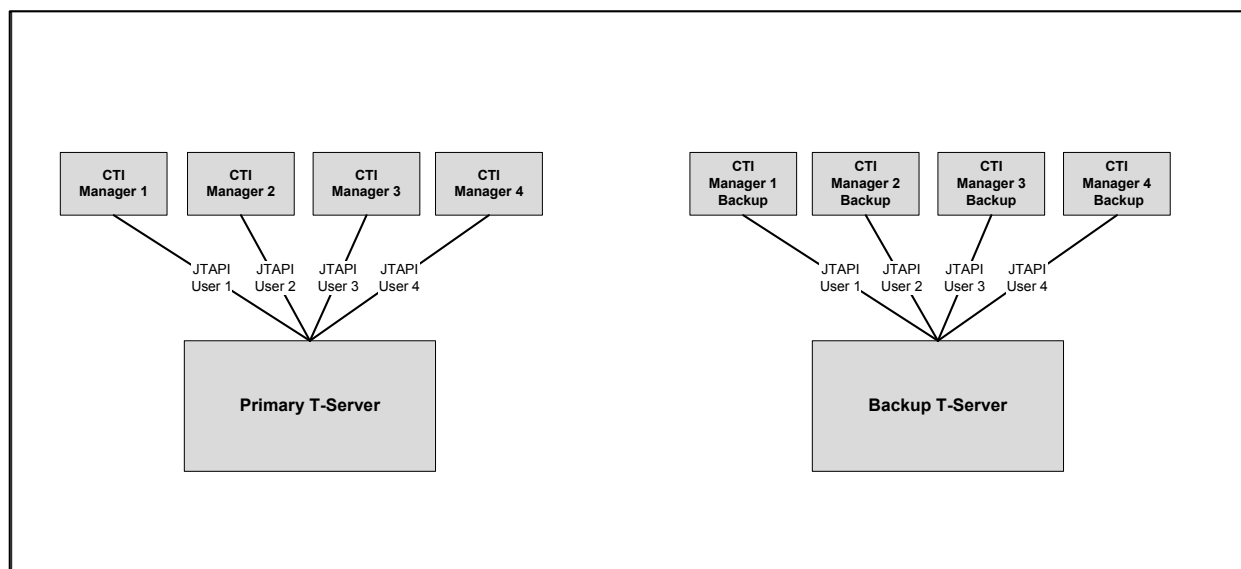 CTI
Manager 1
CTI
Manager 2
CTI
Manager 3
CTI
Manager 4
CTI
Manager 1
Backup
CTI
Manager 2
Backup
CTI
Manager 3
Backup
CTI
Manager 4
Backup
JTAPI
User 1
JTAPI
User 2
JTAPI
User 3
JTAPI
User 4
JTAPI
User 1
JTAPI
User 2
JTAPI
User 3
JTAPI
User 4
Primary T-Server
Backup T-Server